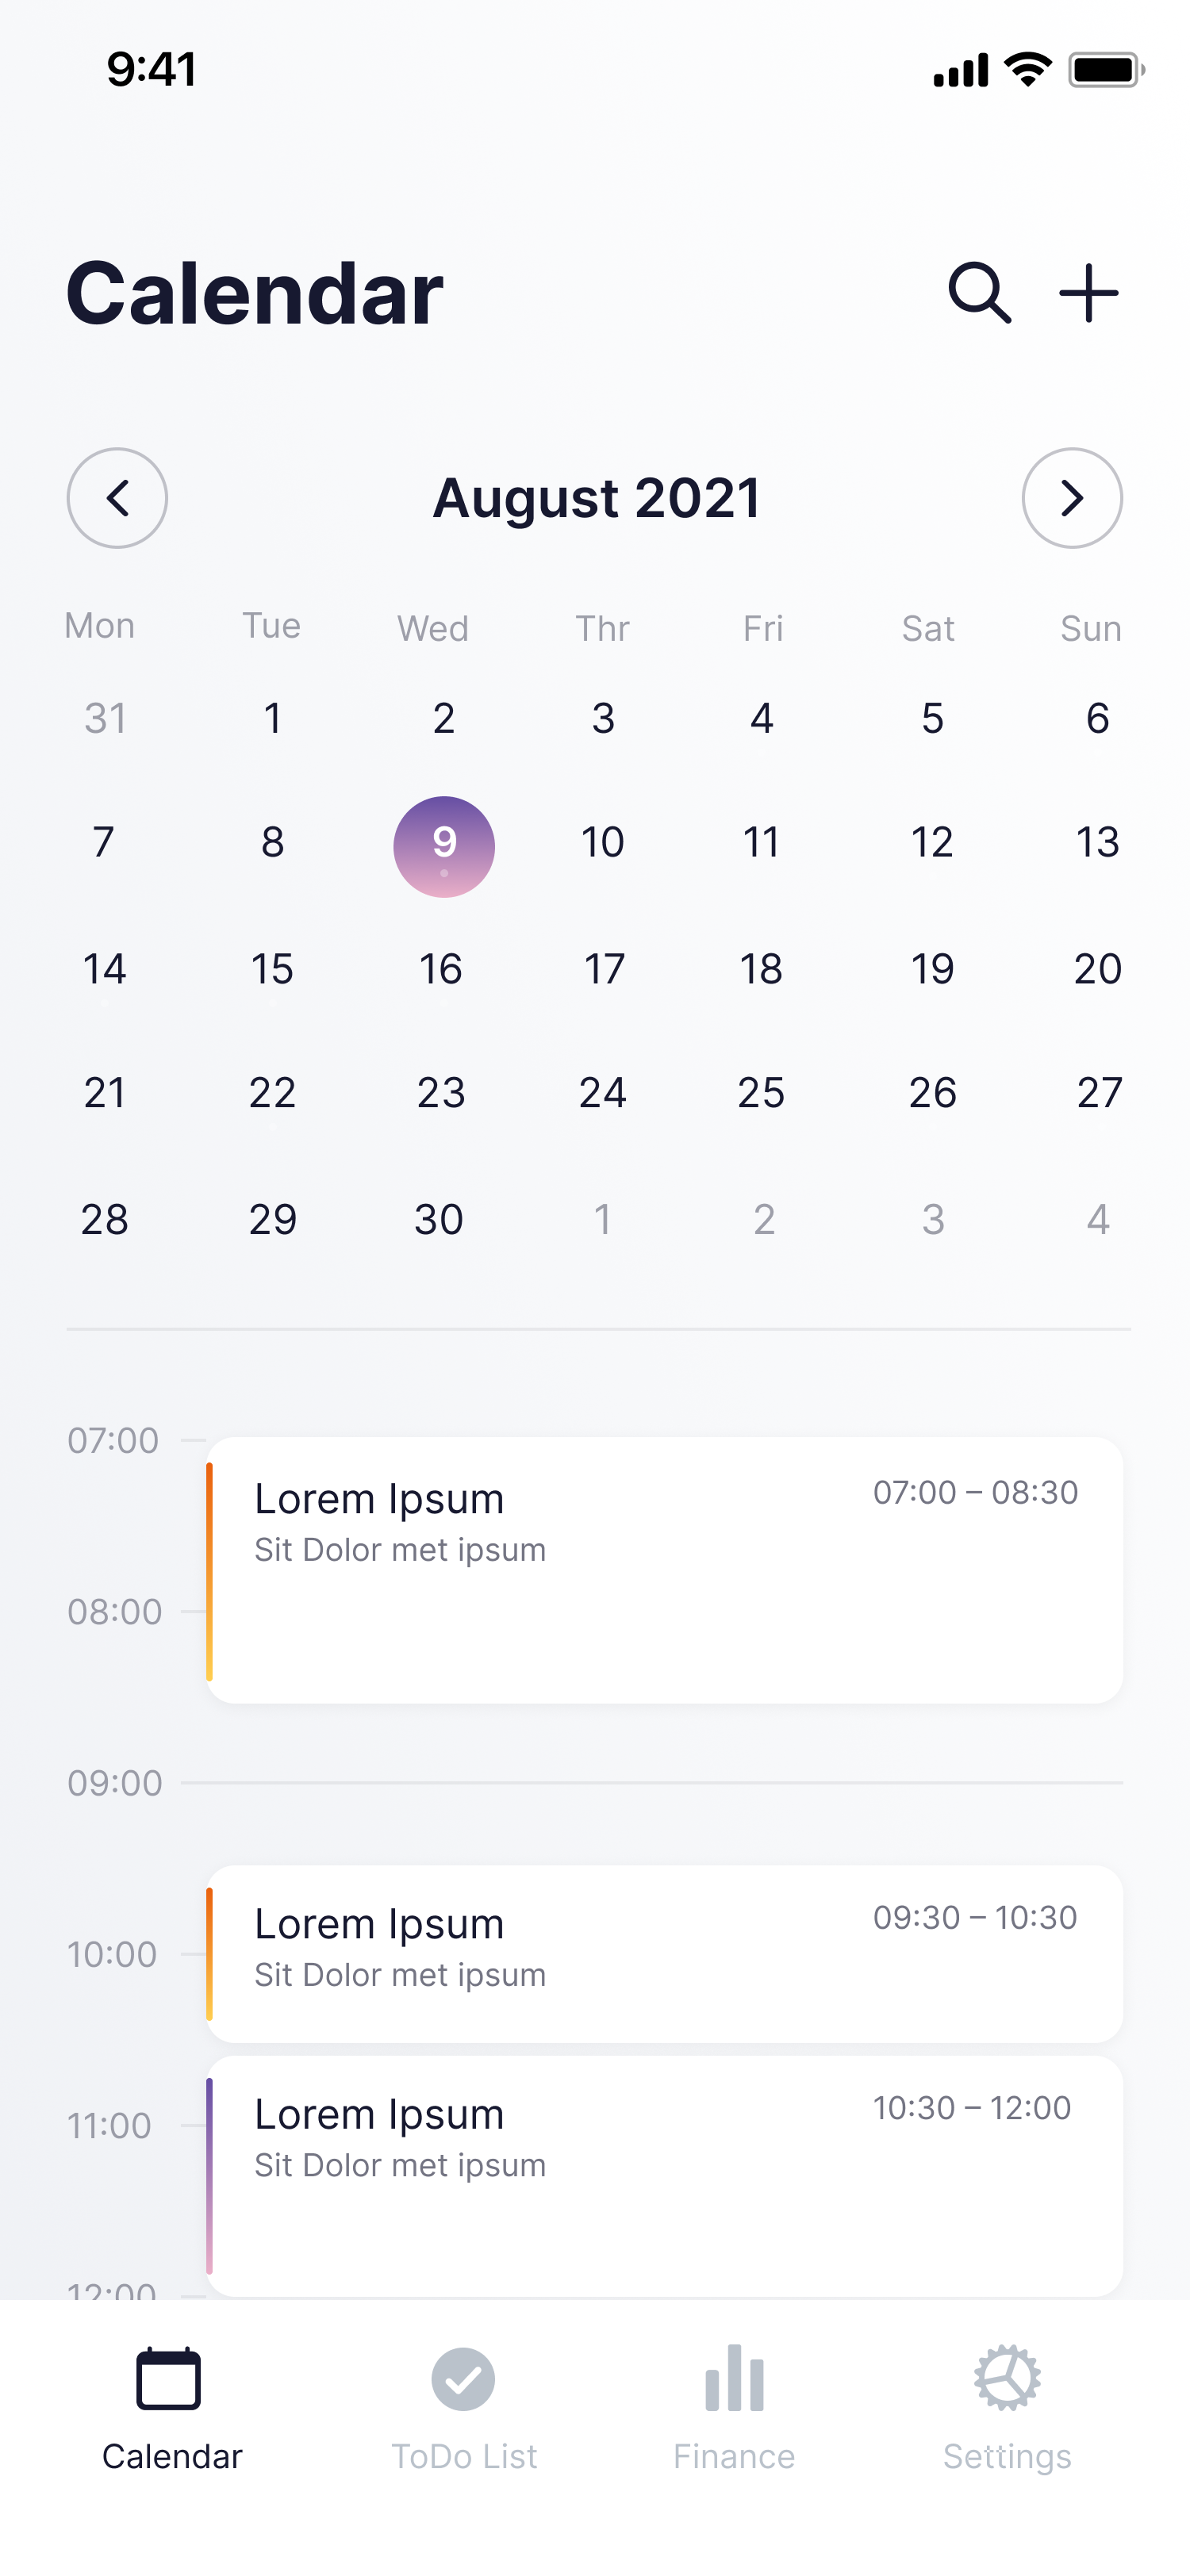 9:41
Calendar
August 2021
Mon Tue Wed Thr Fri Sat Sun
31 1 2 3 4 5 6
7 8 9 10 11 12 13
14 15 16 17 18 19 20
21 22 23 24 25 26 27
28 29 30 1 2 3 4
07:00
Lorem Ipsum 07:00 – 08:30
Sit Dolor met ipsum
08:00
09:00
Lorem Ipsum 09:30 – 10:30
10:00
Sit Dolor met ipsum
Lorem Ipsum 10:30 – 12:00
11:00
Sit Dolor met ipsum
12:00
Calendar ToDo List Finance Settings